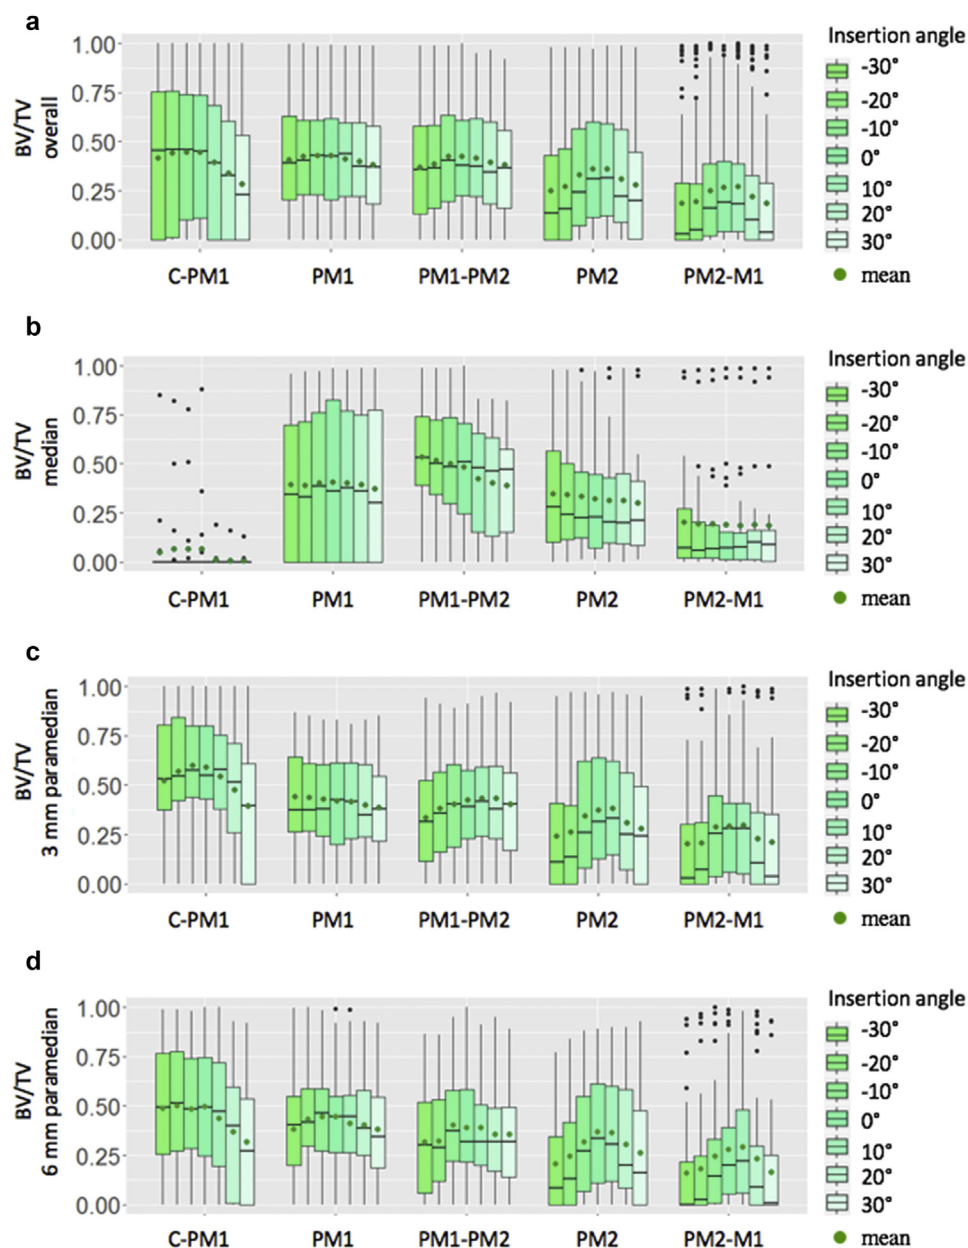 a
BV/TV
overall
1.00
0.75
0.50
0.25
0.00
C-PM1 PM1 PM1-PM2 PM2 PM2-M1
Insertion angle
-30°
-20°
-10°
0°
10°
20°
30°
mean
b
BV/TV
median
1.00
0.75
0.50
0.25
0.00
C-PM1 PM1 PM1-PM2 PM2 PM2-M1
Insertion angle
-30°
-20°
-10°
0°
10°
20°
30°
mean
c
BV/TV
3 mm paramedian
1.00
0.75
0.50
0.25
0.00
C-PM1 PM1 PM1-PM2 PM2 PM2-M1
Insertion angle
-30°
-20°
-10°
0°
10°
20°
30°
mean
d
BV/TV
6 mm paramedian
1.00
0.75
0.50
0.25
0.00
C-PM1 PM1 PM1-PM2 PM2 PM2-M1
Insertion angle
-30°
-20°
-10°
0°
10°
20°
30°
mean